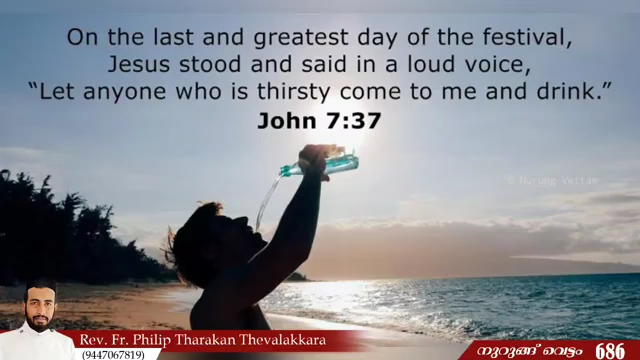 On the last and greatest day of the festival,
Jesus stood and said in a loud voice,
“Let anyone who is thirsty come to me and drink.”
John 7:37
© Nurung Vettam
Rev. Fr. Philip Tharakan Thevalakkara
(9447067819)
നുറുങ്ങ് വെട്ടം 686